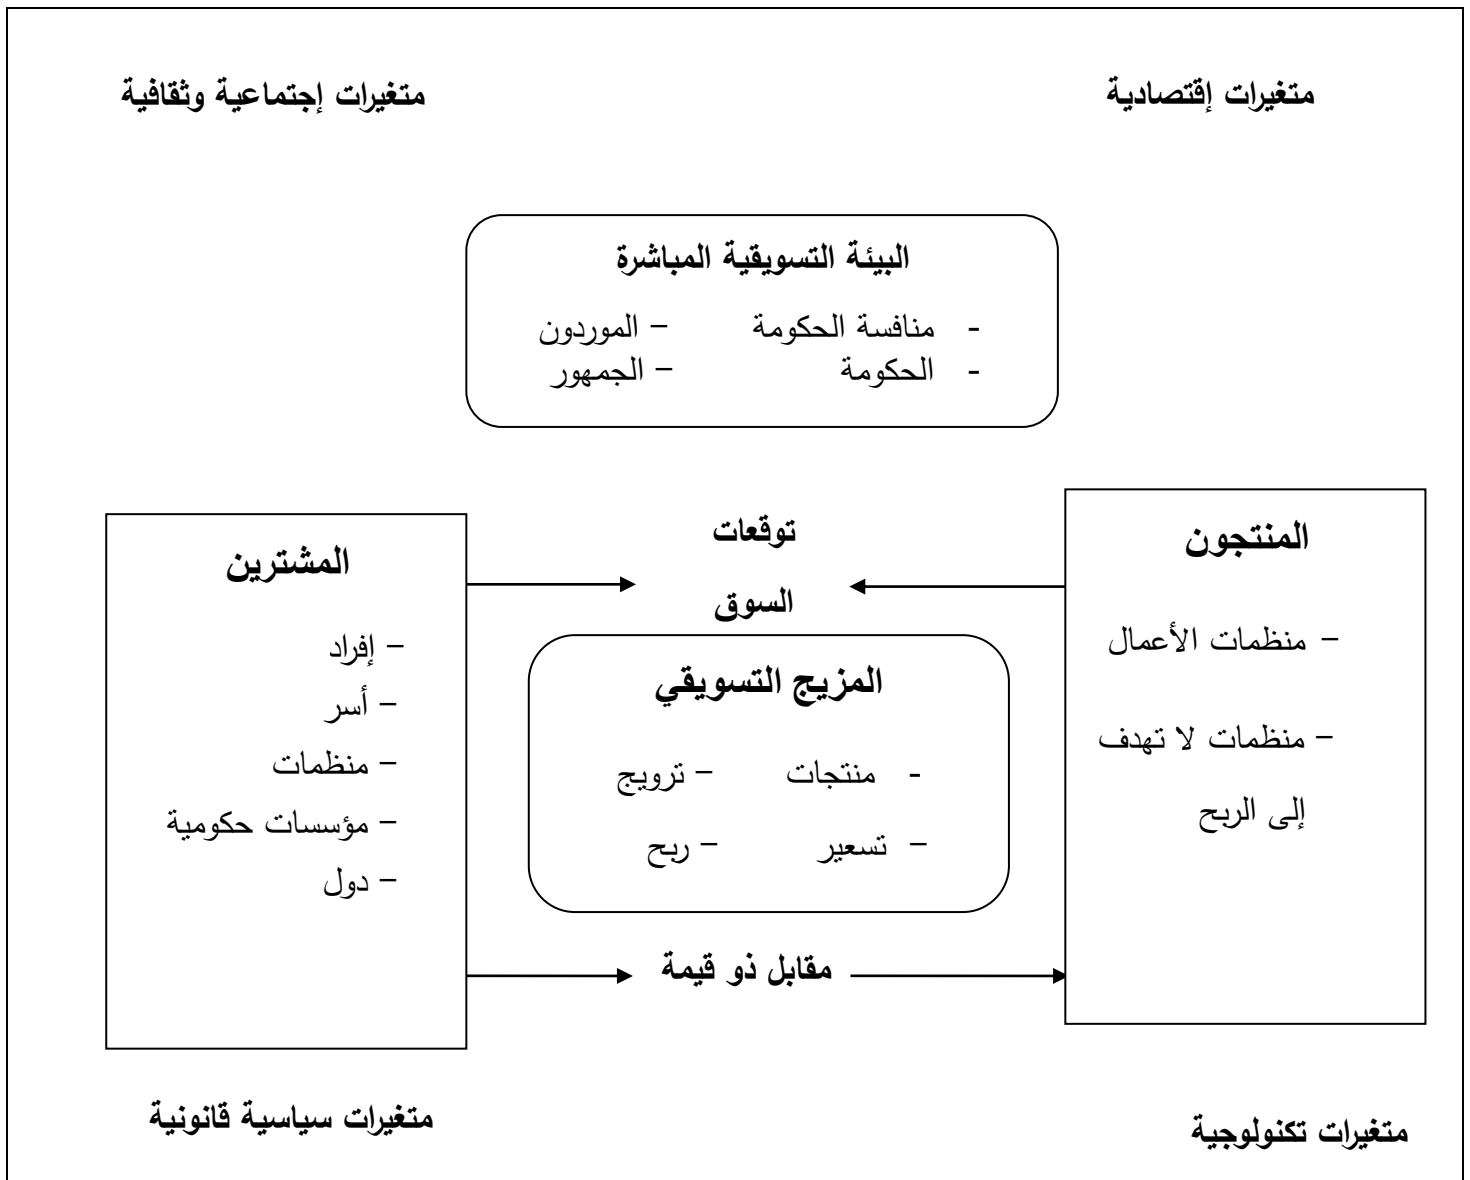 متغيرات إقتصادية
متغيرات إجتماعية وثقافية
البيئة التسويقية المباشرة
- منافسة الحكومة – الموردون
- الحكومة – الجمهور
المنتجون
– منظمات الأعمال
– منظمات لا تهدف
إلى الربح
توقعات
السوق
المزيج التسويقي
- منتجات – ترويج
– تسعير – ربح
مقابل ذو قيمة
المشترين
– إفراد
– أسر
– منظمات
– مؤسسات حكومية
– دول
متغيرات تكنولوجية
متغيرات سياسية قانونية